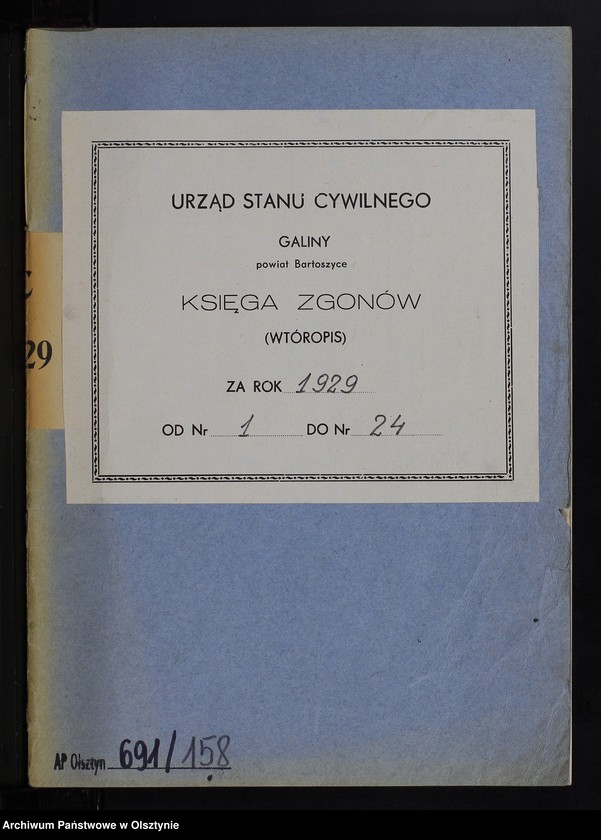 URZĄD STANU CYWILNEGO
GALINY
powiat Bartoszyce
KSIĘGA ZGONÓW
(WTÓROPIS)
ZA ROK 1929
OD Nr 1 DO Nr 24
29
AP Olsztyn 691/158
Archiwum Państwowe w Olsztynie